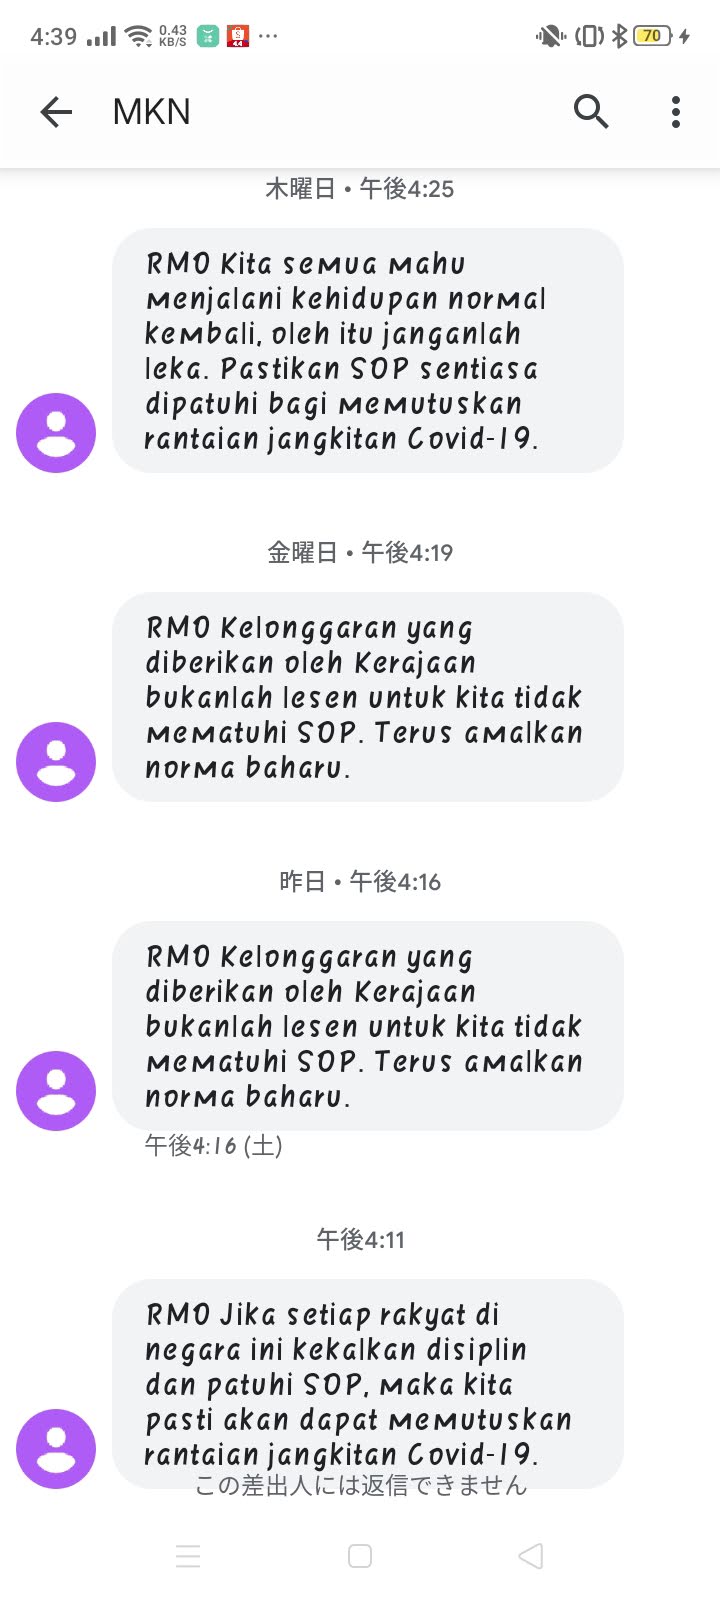 4:39 0.43 KB/S 4.4 70
MKN
木曜日 • 午後4:25
RM0 Kita semua mahu
menjalani kehidupan normal
kembali, oleh itu janganlah
leka. Pastikan SOP sentiasa
dipatuhi bagi memutuskan
rantaian jangkitan Covid-19.
金曜日 • 午後4:19
RM0 Kelonggaran yang
diberikan oleh Kerajaan
bukanlah lesen untuk kita tidak
mematuhi SOP. Terus amalkan
norma baharu.
昨日 • 午後4:16
RM0 Kelonggaran yang
diberikan oleh Kerajaan
bukanlah lesen untuk kita tidak
mematuhi SOP. Terus amalkan
norma baharu.
午後4:16 (土)
午後4:11
RM0 Jika setiap rakyat di
negara ini kekalkan disiplin
dan patuhi SOP, maka kita
pasti akan dapat memutuskan
rantaian jangkitan Covid-19.
この差出人には返信できません